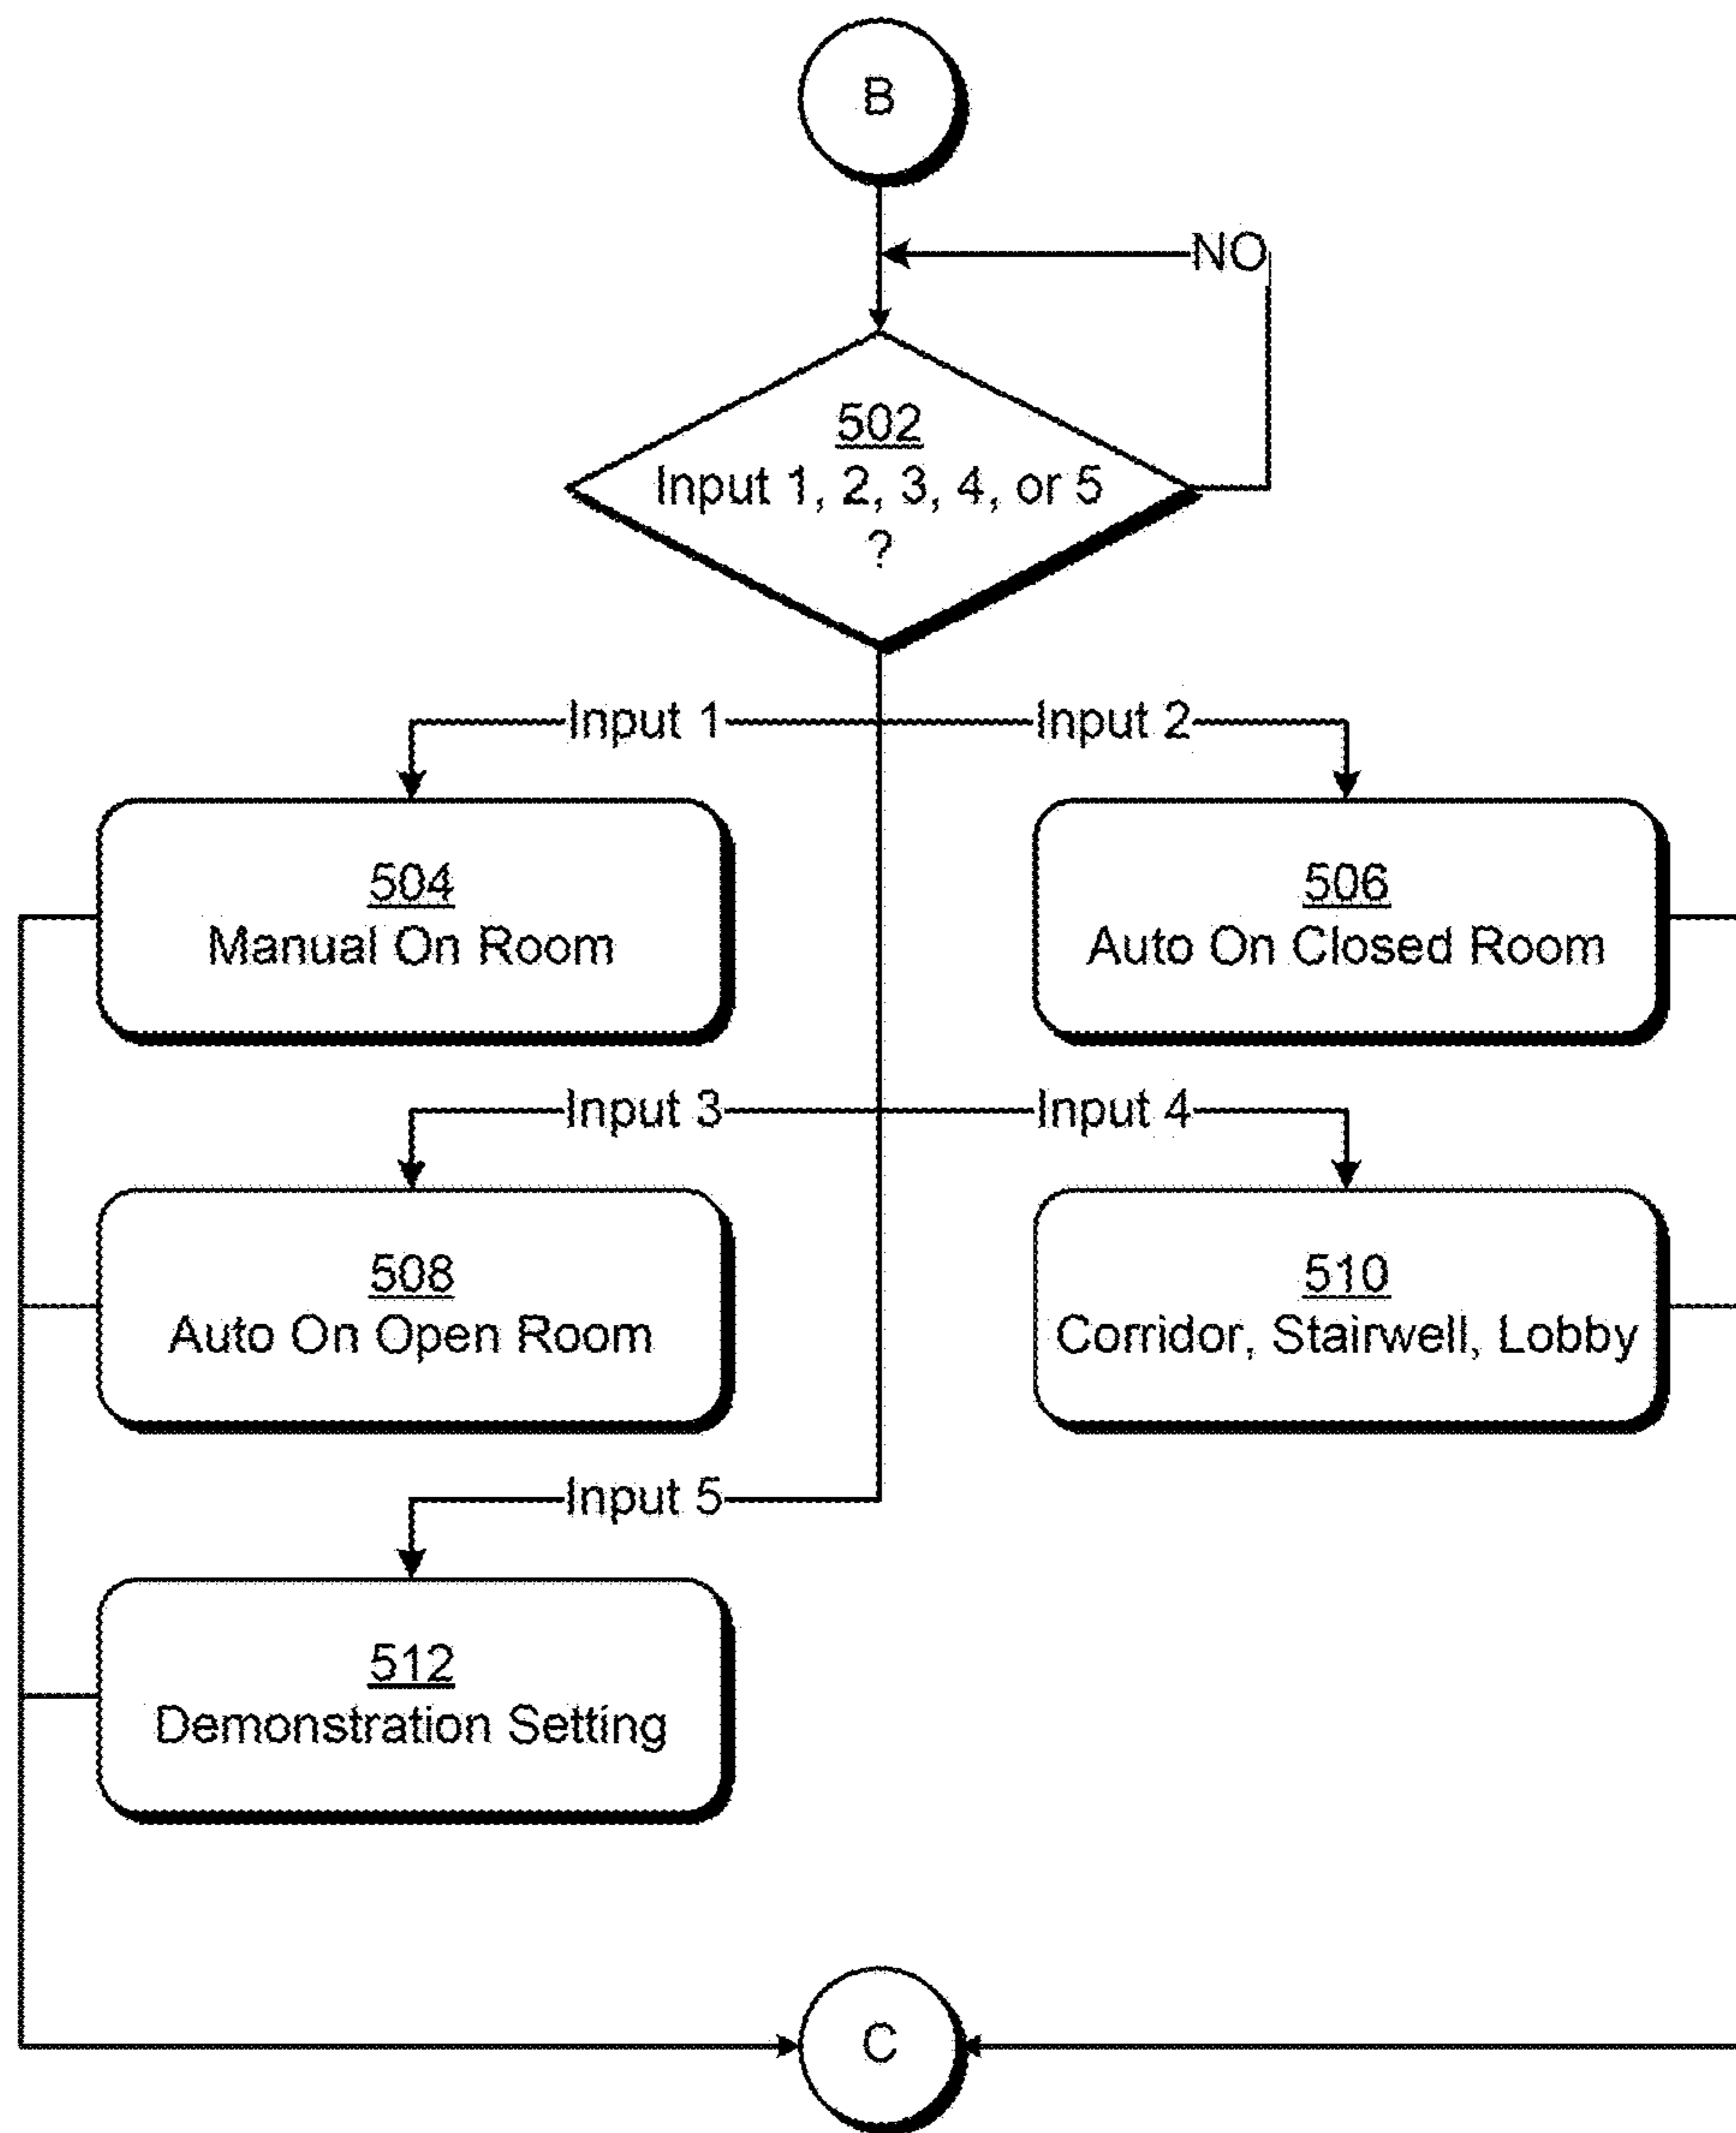 B
NO
502
Input 1, 2, 3, 4, or 5
?
Input 1
Input 2
504
Manual On Room
506
Auto On Closed Room
Input 3
Input 4
508
Auto On Open Room
510
Corridor, Stairwell, Lobby
Input 5
512
Demonstration Setting
C